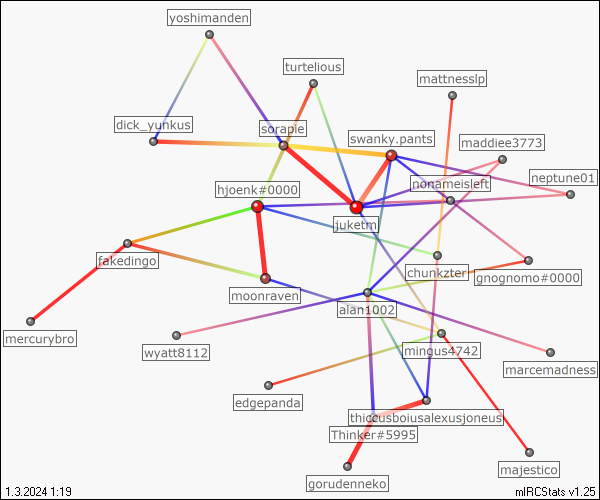 yoshimanden
turtelious
mattnesslp
dick_yunkus
sorapie
swanky.pants
maddiee3773
neptune01
nonameisleft
hjoenk#0000
juketm
fakedingo
chunkzter
gnognomo#0000
moonraven
alan1002
mercurybro
wyatt8112
mingus4742
marcemadness
edgepanda
thiccusboiusalexusjoneus
Thinker#5995
gorudenneko
majestico
1.3.2024 1:19
mIRCStats v1.25